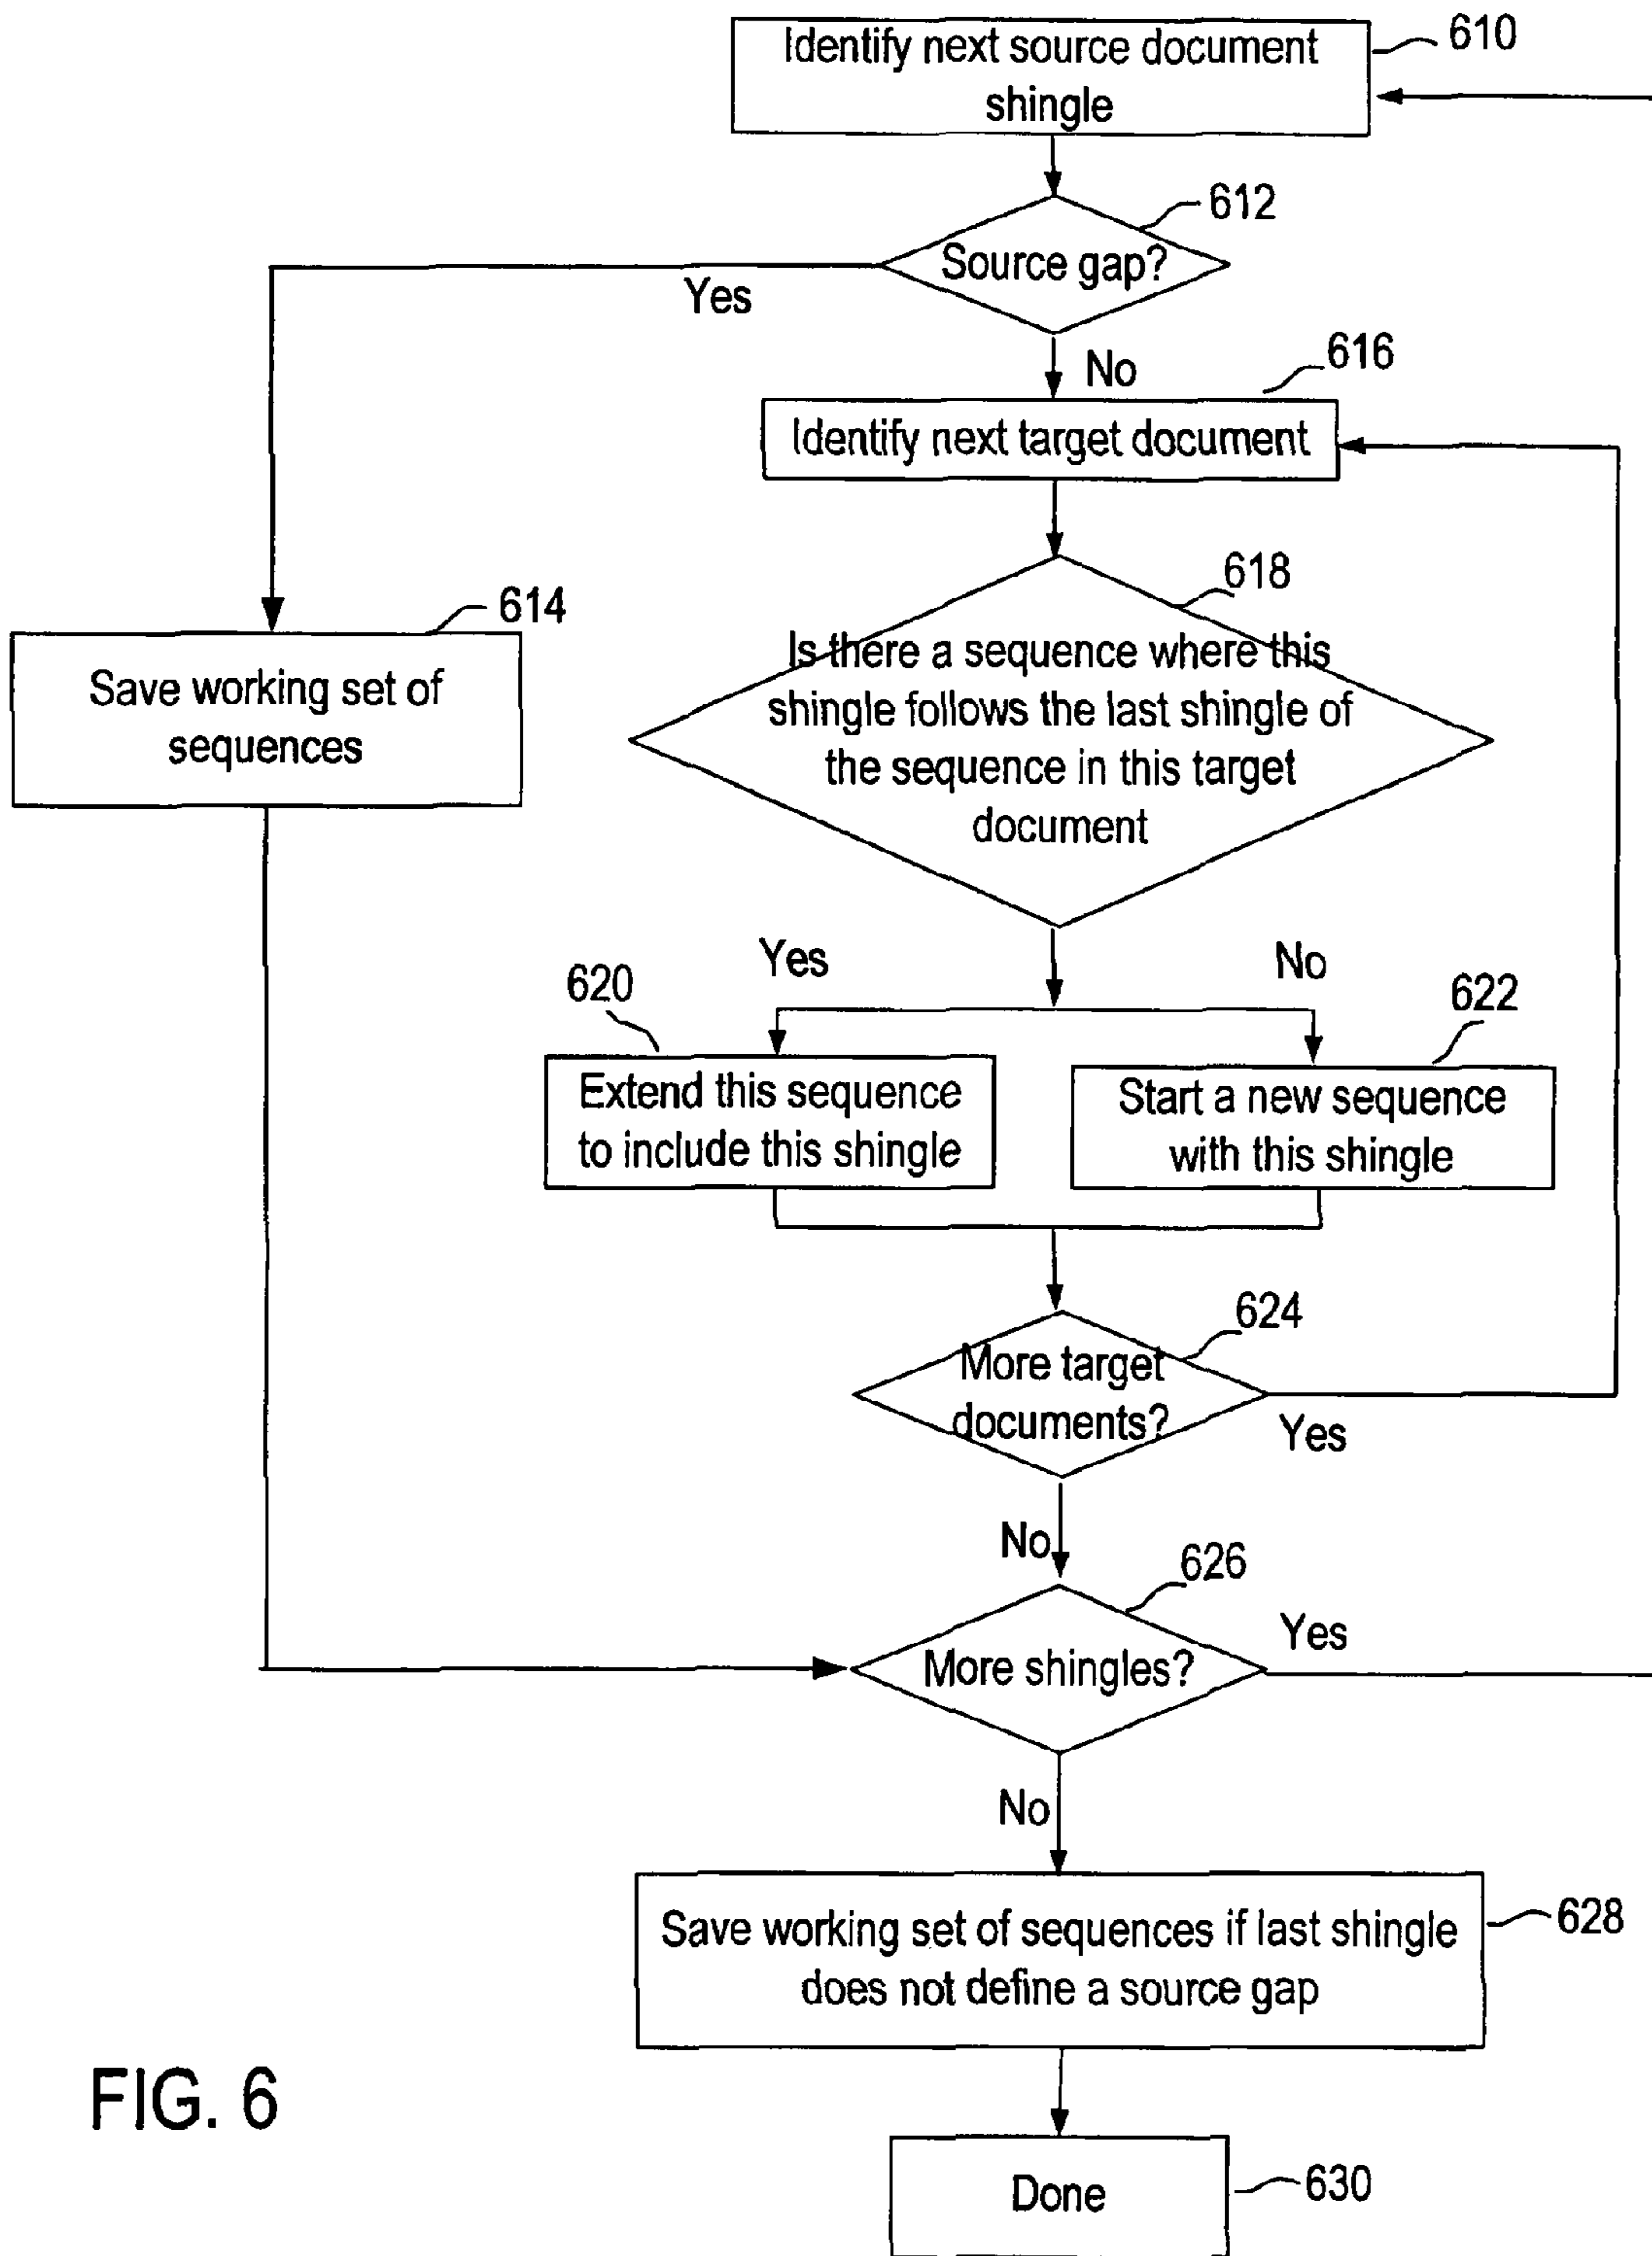 Identify next source document
shingle
610
612
Source gap?
Yes
No
616
Identify next target document
618
614
Save working set of
sequences
Is there a sequence where this
shingle follows the last shingle of
the sequence in this target
document
Yes
No
620
622
Extend this sequence
to include this shingle
Start a new sequence
with this shingle
624
More target
documents?
Yes
No
626
Yes
More shingles?
No
Save working set of sequences if last shingle
does not define a source gap
628
FIG. 6
Done
630